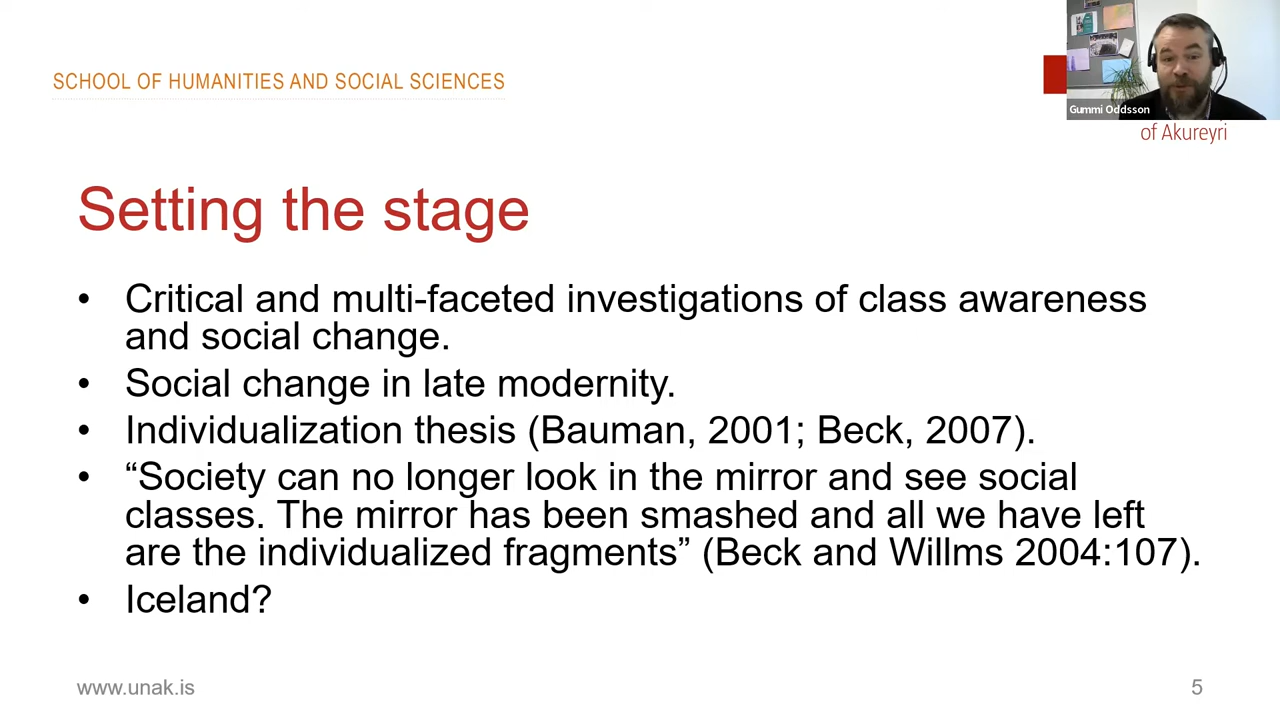 SCHOOL OF HUMANITIES AND SOCIAL SCIENCES
Gummi Oddsson
of Akureyri
Setting the stage
• Critical and multi-faceted investigations of class awareness
and social change.
• Social change in late modernity.
• Individualization thesis (Bauman, 2001; Beck, 2007).
• “Society can no longer look in the mirror and see social
classes. The mirror has been smashed and all we have left
are the individualized fragments” (Beck and Willms 2004:107).
• Iceland?
www.unak.is
5